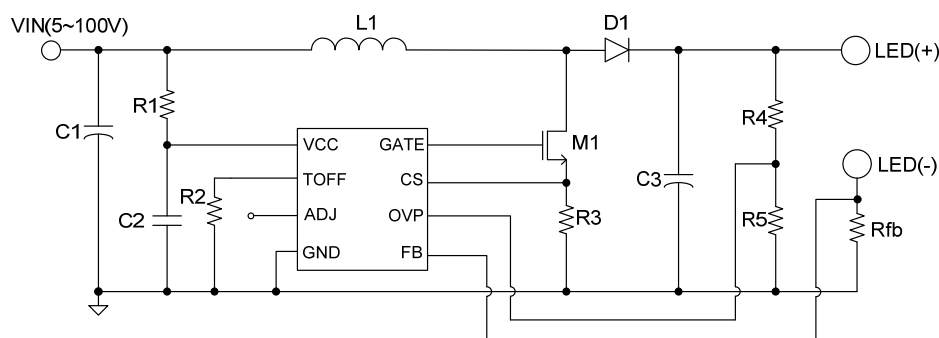 VIN(5~100V)
L1
D1
LED(+)
R1
C1
R4
VCC
GATE
M1
LED(-)
TOFF
CS
R2
C3
C2
ADJ
OVP
R3
R5
Rfb
GND
FB